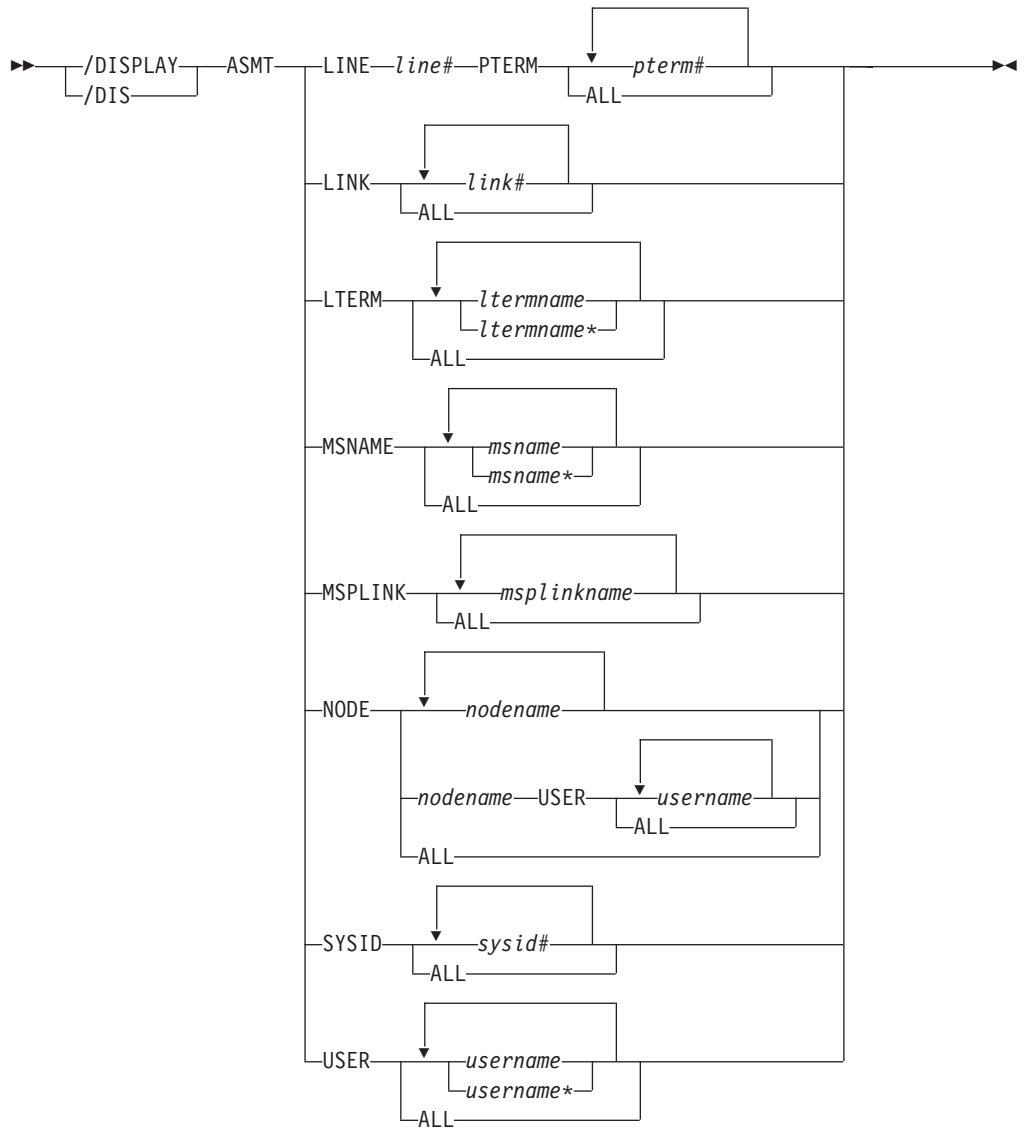 /DISPLAY ASMT LINE line# PTERM pterm#
/DIS ALL
LINK link#
ALL
LTERM ltermname
ltermname*
ALL
MSNAME msname
msname*
ALL
MSPLINK msplinkname
ALL
NODE nodename
nodename USER username
ALL
ALL
SYSID sysid#
ALL
USER username
username*
ALL